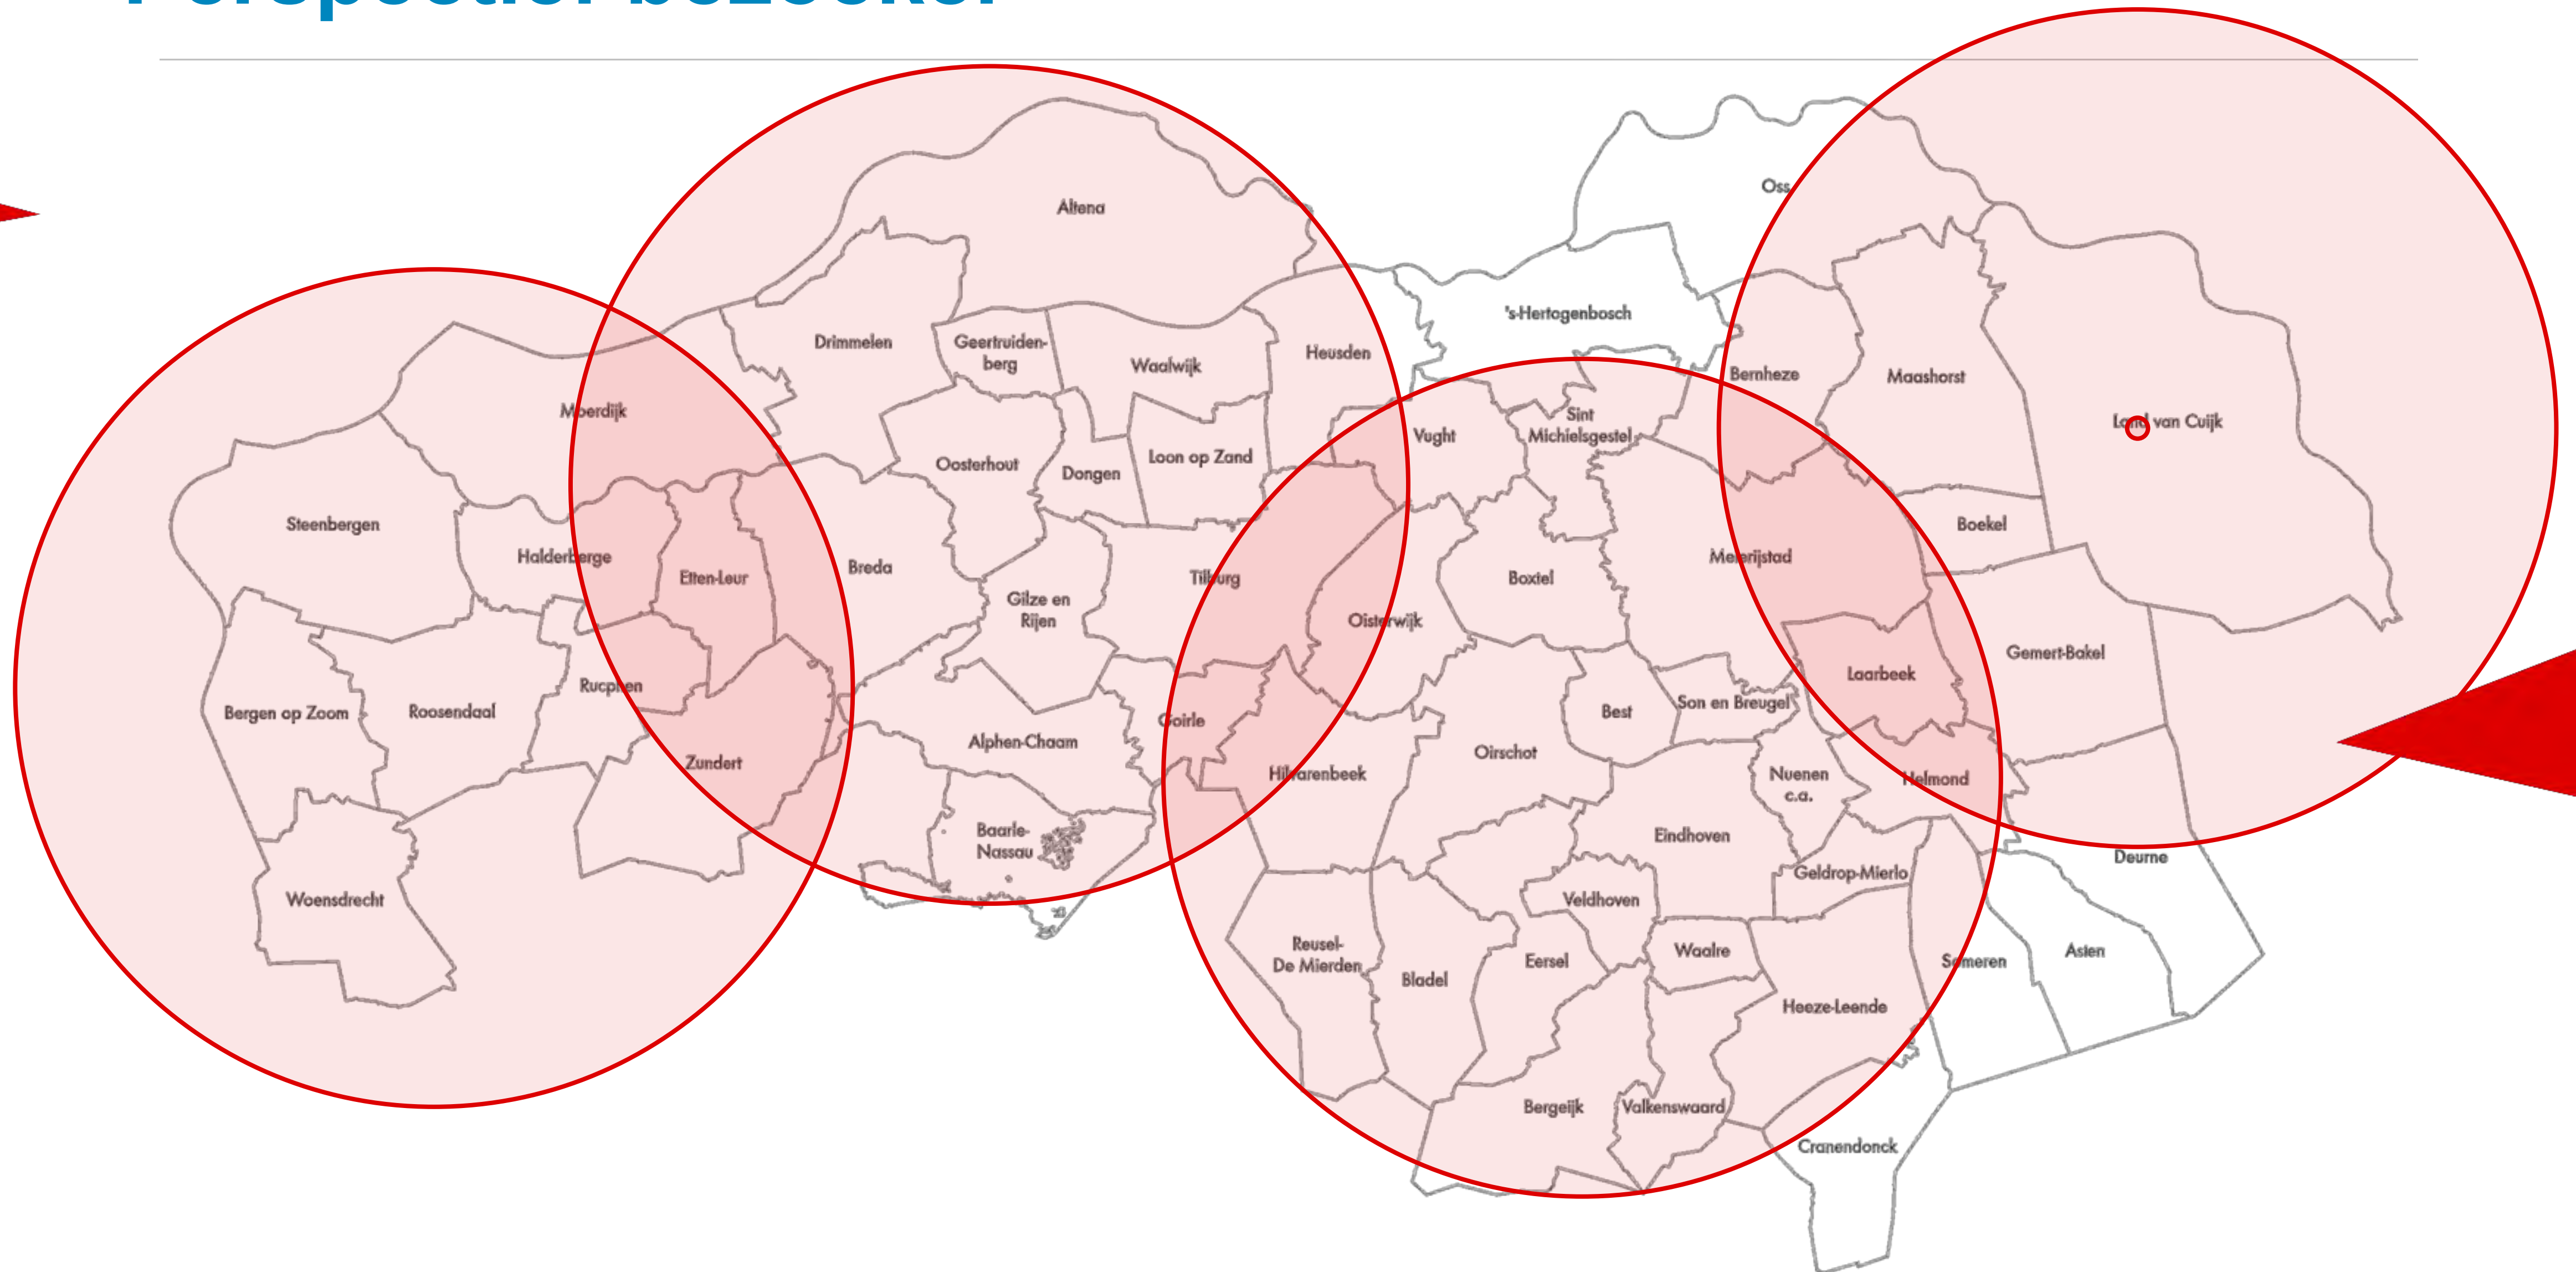 Perspectief bezoeker
Altena
Oss
's-Hertogenbosch
Drimmelen
Geertruiden-
berg
Waalwijk
Heusden
Bernheze
Maashorst
Land van Cuijk
Moerdijk
Sint
Michielsgestel
Vught
Oosterhout
Dongen
Loon op Zand
Steenbergen
Halderberge
Etten-Leur
Breda
Gilze en
Rijen
Tilburg
Oisterwijk
Boxtel
Meierijstad
Boekel
Gemert-Bakel
Laarbeek
Bergen op Zoom
Roosendaal
Rucphen
Zundert
Alphen-Chaam
Goirle
Hilvarenbeek
Oirschot
Best
Son en Breugel
Nuenen
c.a.
Helmond
Baarle-
Nassau
Eindhoven
Geldrop-Mierlo
Deurne
Woensdrecht
Veldhoven
Reusel-
De Mierden
Bladel
Eersel
Waalre
Someren
Asten
Heeze-Leende
Bergeijk
Valkenswaard
Cranendonck